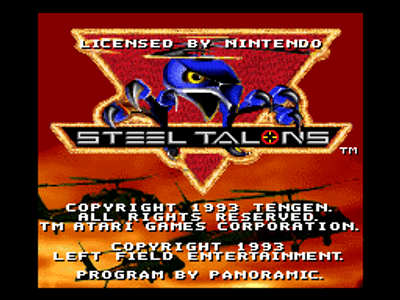 LICENSED BY NINTENDO
STEEL TALONS
TM
COPYRIGHT 1993 TENGEN.
ALL RIGHTS RESERVED.
TM ATARI GAMES CORPORATION.
COPYRIGHT 1993
LEFT FIELD ENTERTAINMENT.
PROGRAM BY PANORAMIC.